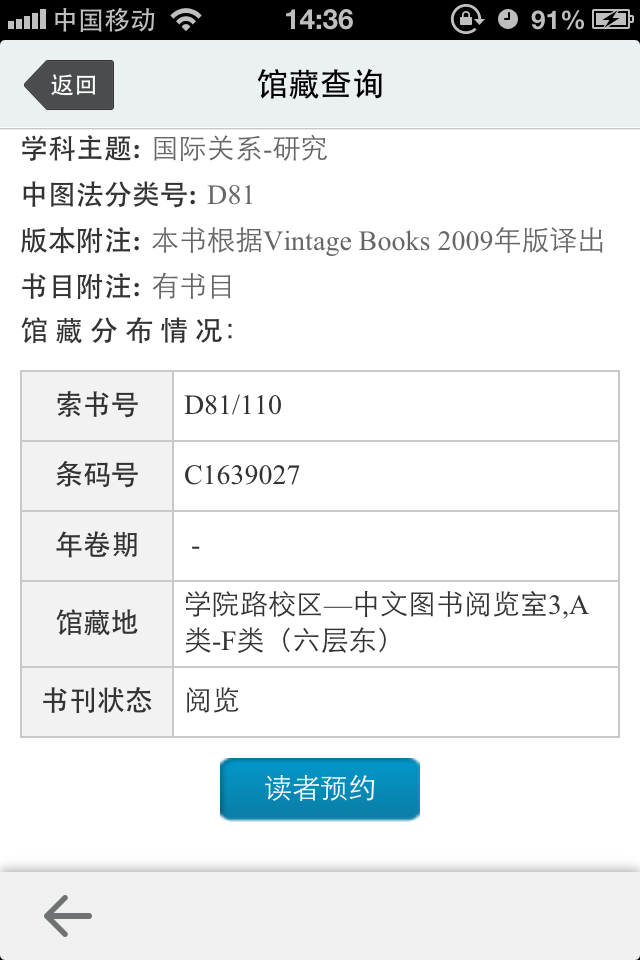 中国移动 14:36 91%
返回 馆藏查询
学科主题: 国际关系-研究
中图法分类号: D81
版本附注: 本书根据Vintage Books 2009年版译出
书目附注: 有书目
馆藏分布情况:
索书号 D81/110
条码号 C1639027
年卷期 -
馆藏地 学院路校区—中文图书阅览室3,A
类-F类（六层东）
书刊状态 阅览
读者预约